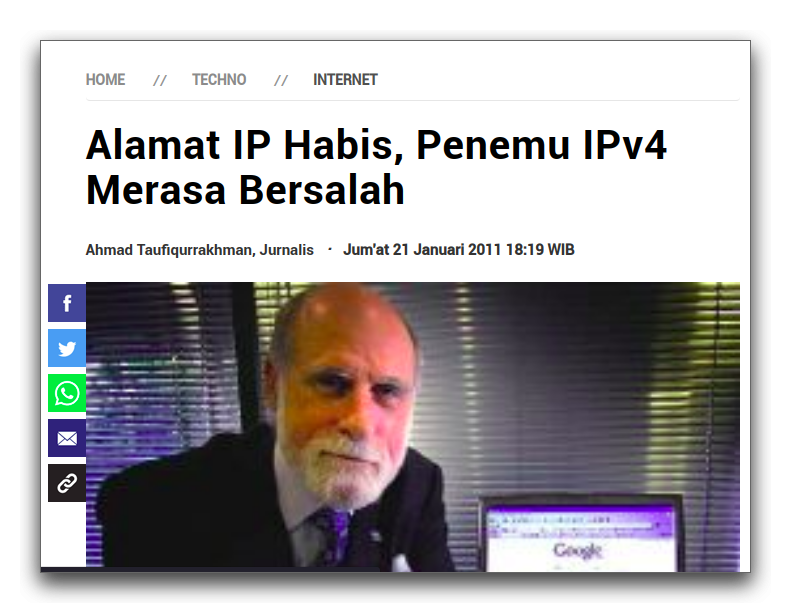 HOME // TECHNO // INTERNET
Alamat IP Habis, Penemu IPv4
Merasa Bersalah
Ahmad Taufiqurrakhman, Jurnalis · Jum'at 21 Januari 2011 18:19 WIB
Google